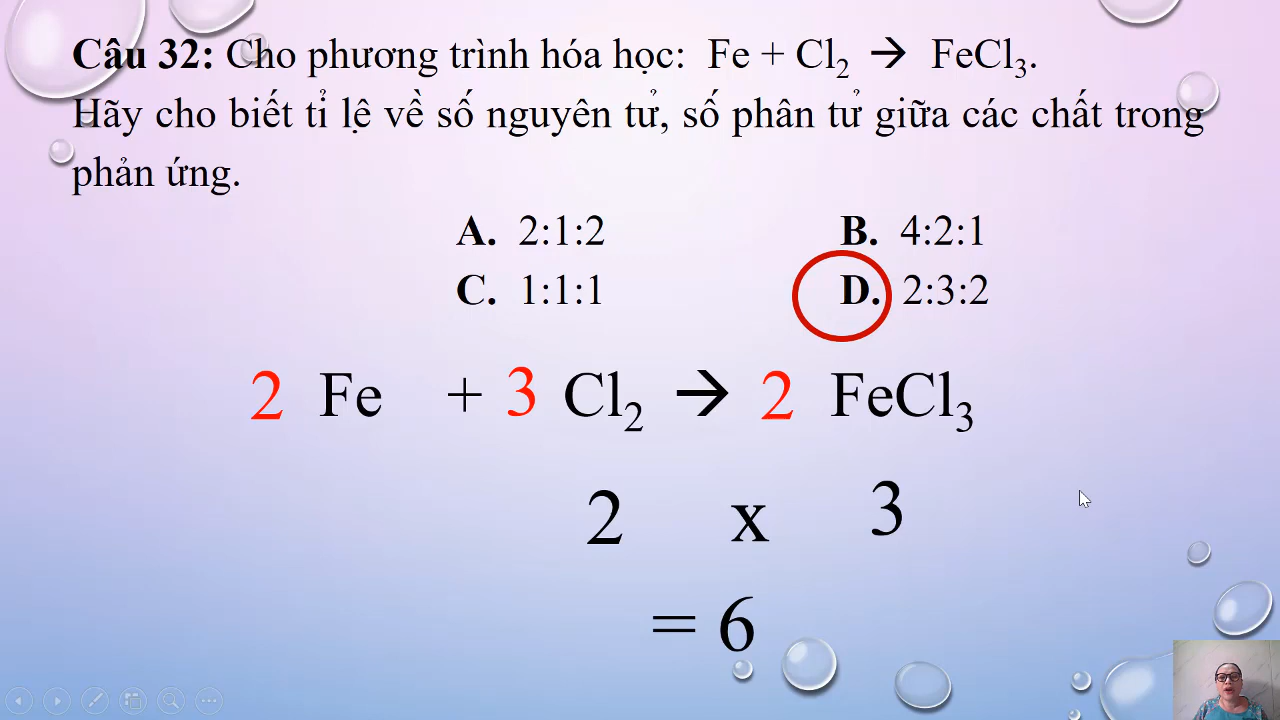 Câu 32: Cho phương trình hóa học: Fe + Cl₂ → FeCl₃.
Hãy cho biết tỉ lệ về số nguyên tử, số phân tử giữa các chất trong
phản ứng.
A. 2:1:2 B. 4:2:1
C. 1:1:1 D. 2:3:2
2 Fe + 3 Cl₂ → 2 FeCl₃
2 x 3
= 6